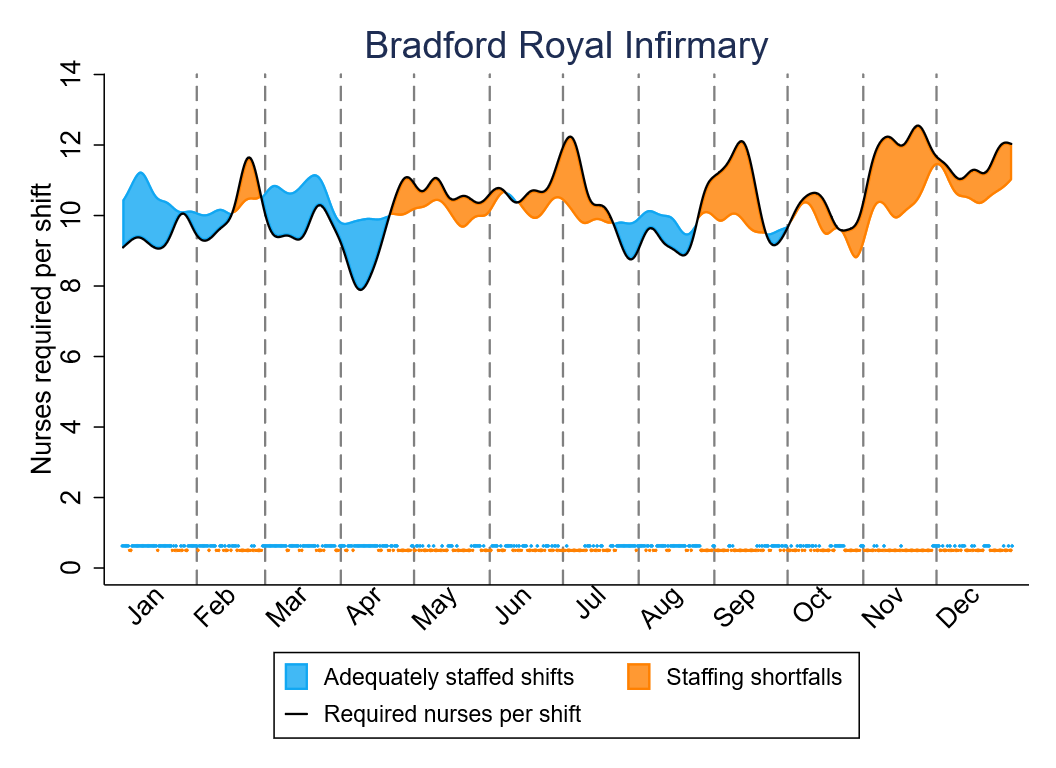 Bradford Royal Infirmary
Nurses required per shift
14
12
10
8
6
4
2
0
Jan Feb Mar Apr May Jun Jul Aug Sep Oct Nov Dec
Adequately staffed shifts Staffing shortfalls
Required nurses per shift